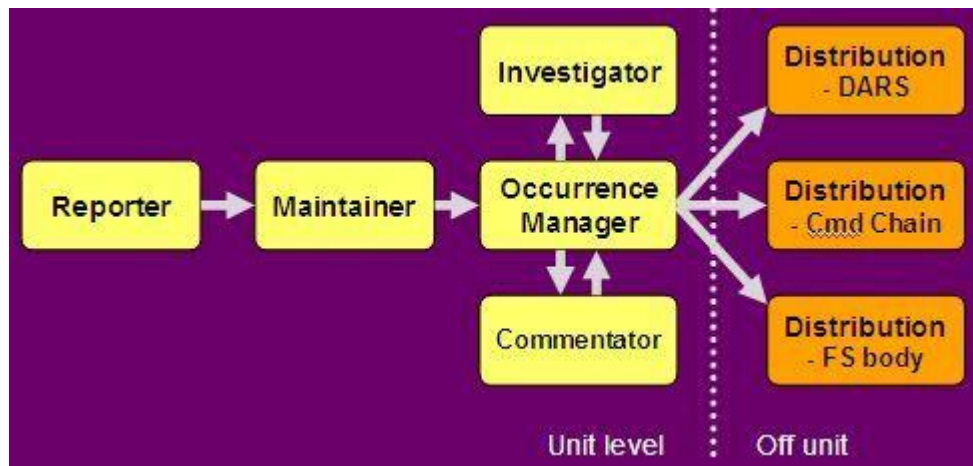 Investigator
Distribution
- DARS
Reporter
Maintainer
Occurrence
Manager
Distribution
- Cmd Chain
Commentator
Distribution
- FS body
Unit level
Off unit